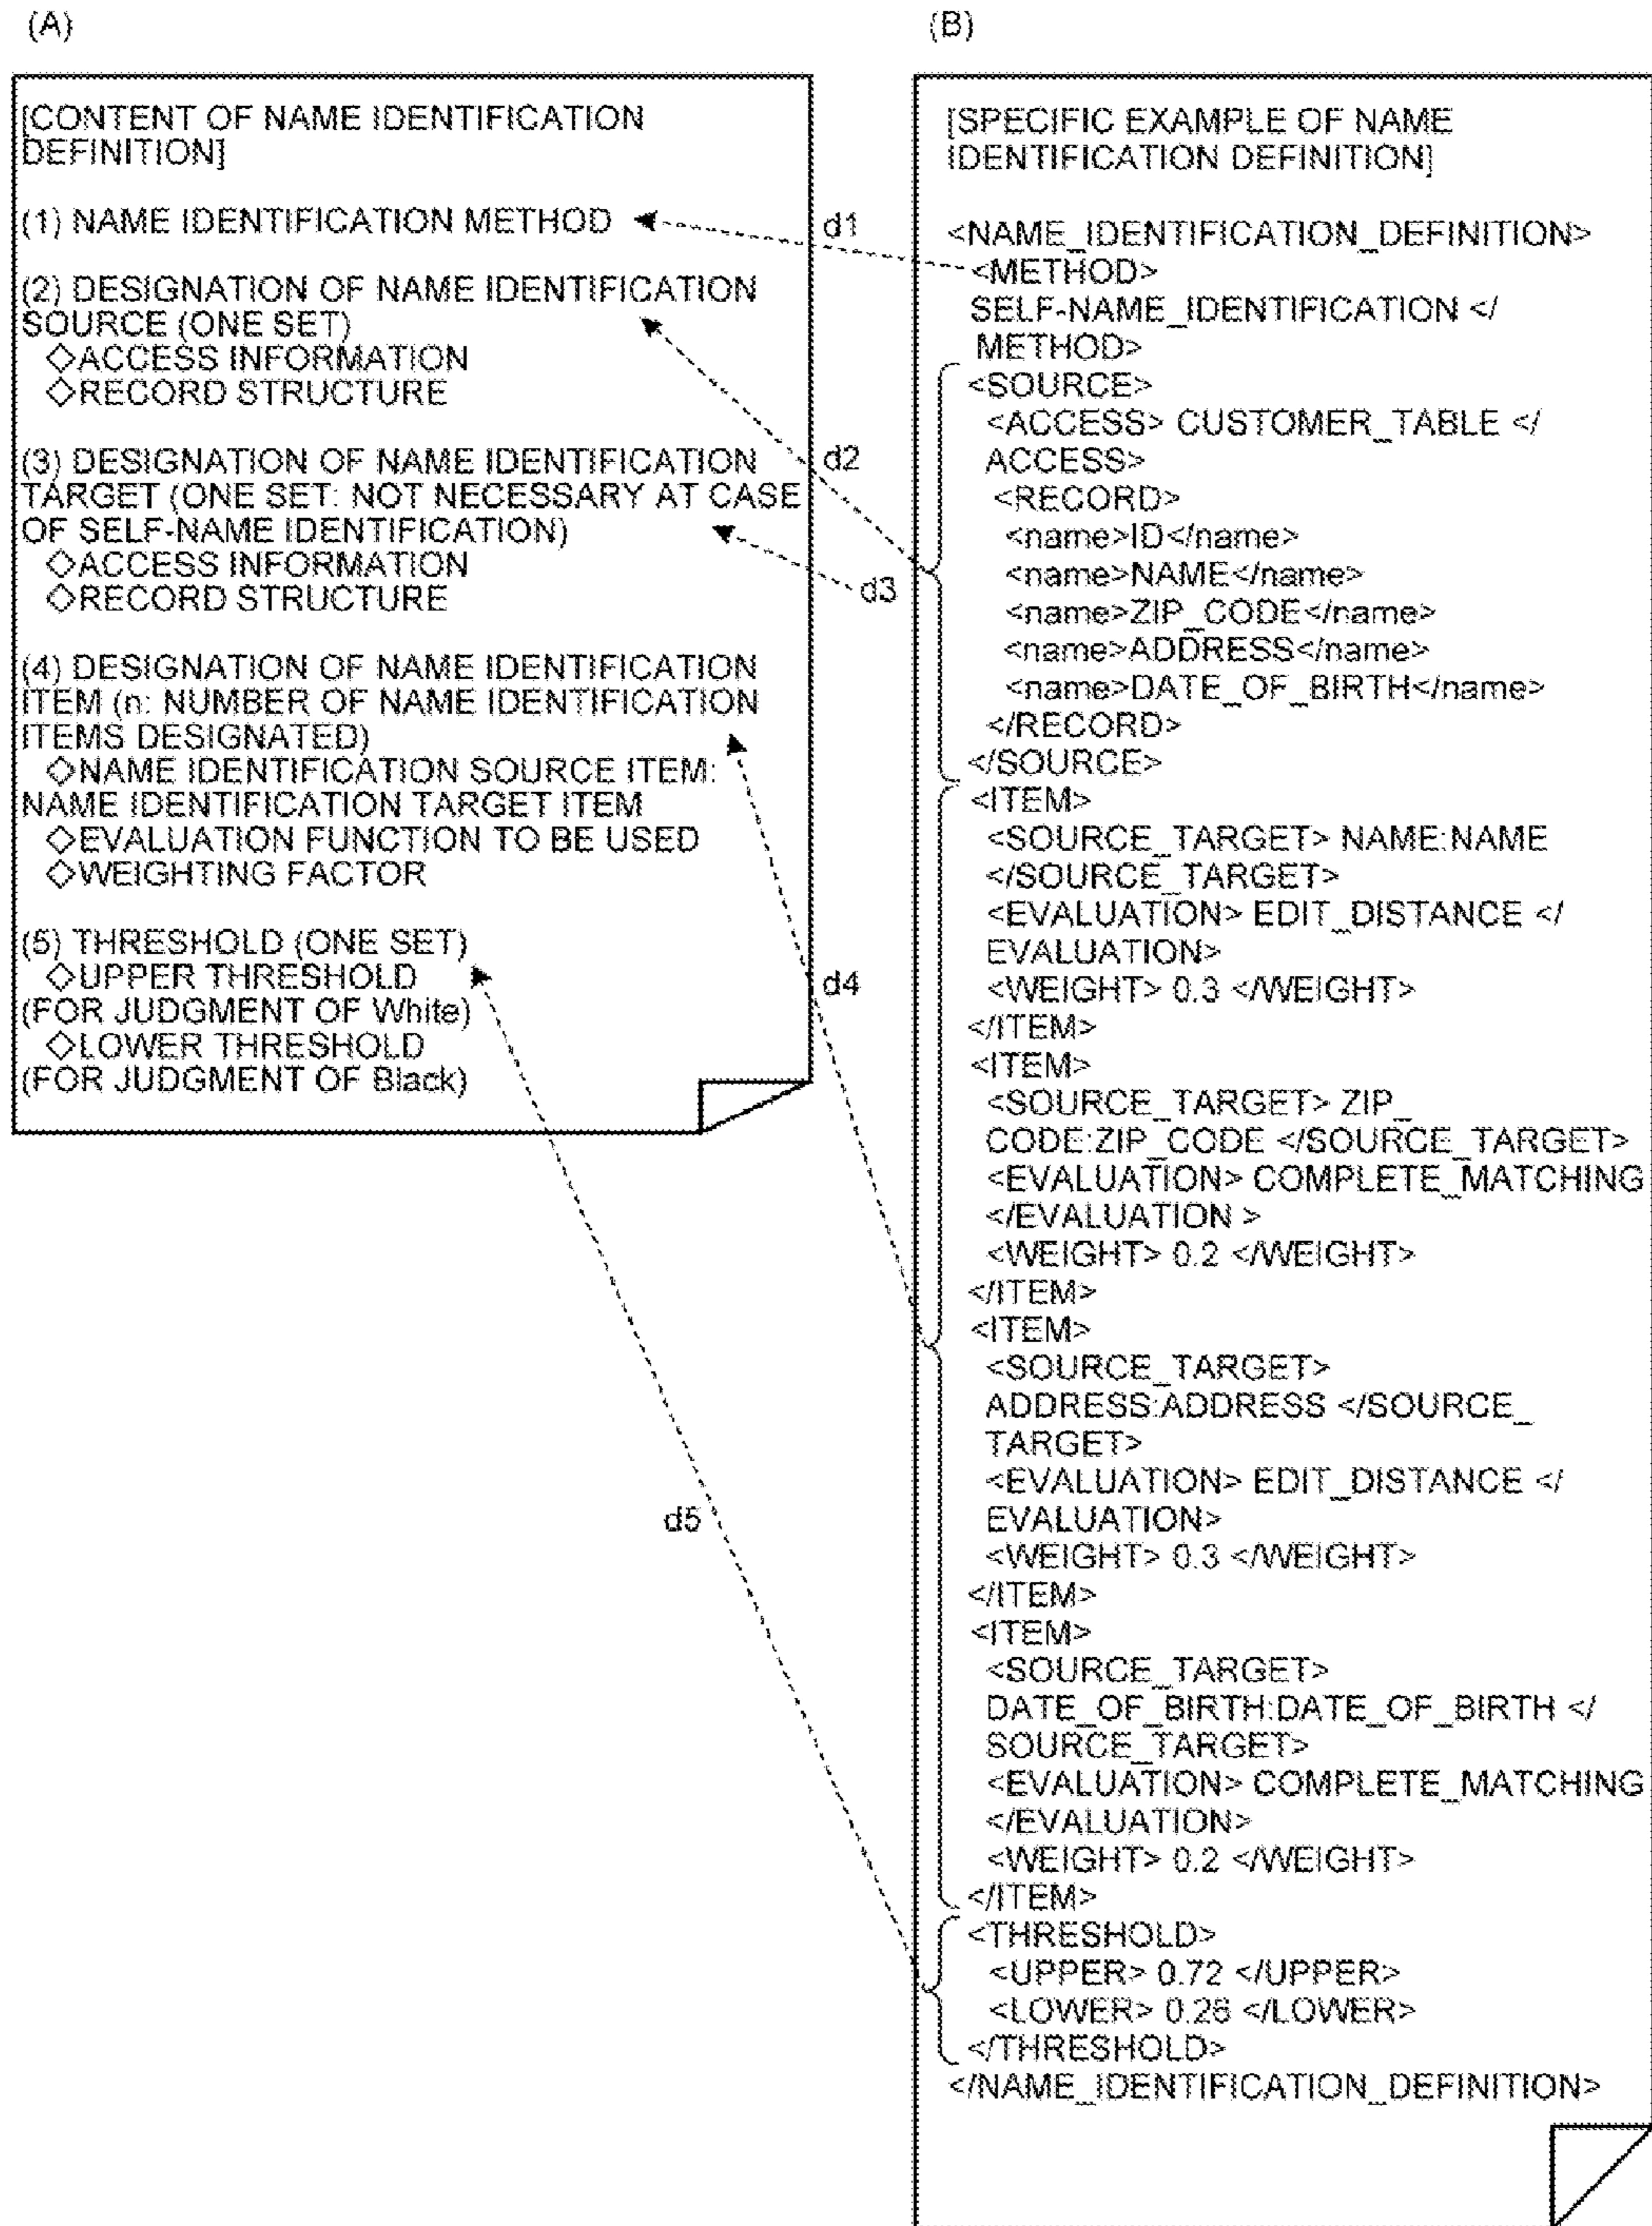 (A)
[CONTENT OF NAME IDENTIFICATION
DEFINITION]
(1) NAME IDENTIFICATION METHOD
(2) DESIGNATION OF NAME IDENTIFICATION
SOURCE (ONE SET)
◇ACCESS INFORMATION
◇RECORD STRUCTURE
(3) DESIGNATION OF NAME IDENTIFICATION
TARGET (ONE SET: NOT NECESSARY AT CASE
OF SELF-NAME IDENTIFICATION)
◇ACCESS INFORMATION
◇RECORD STRUCTURE
(4) DESIGNATION OF NAME IDENTIFICATION
ITEM (n: NUMBER OF NAME IDENTIFICATION
ITEMS DESIGNATED)
◇NAME IDENTIFICATION SOURCE ITEM:
NAME IDENTIFICATION TARGET ITEM
◇EVALUATION FUNCTION TO BE USED
◇WEIGHTING FACTOR
(5) THRESHOLD (ONE SET)
◇UPPER THRESHOLD
(FOR JUDGMENT OF White)
◇LOWER THRESHOLD
(FOR JUDGMENT OF Black)
d1
d2
d3
d4
d5
(B)
[SPECIFIC EXAMPLE OF NAME
IDENTIFICATION DEFINITION]
<NAME_IDENTIFICATION_DEFINITION>
<METHOD>
SELF-NAME_IDENTIFICATION </
METHOD>
<SOURCE>
<ACCESS> CUSTOMER_TABLE </
ACCESS>
<RECORD>
<name>ID</name>
<name>NAME</name>
<name>ZIP_CODE</name>
<name>ADDRESS</name>
<name>DATE_OF_BIRTH</name>
</RECORD>
</SOURCE>
<ITEM>
<SOURCE_TARGET> NAME:NAME
</SOURCE_TARGET>
<EVALUATION> EDIT_DISTANCE </
EVALUATION>
<WEIGHT> 0.3 </WEIGHT>
</ITEM>
<ITEM>
<SOURCE_TARGET> ZIP_
CODE:ZIP_CODE </SOURCE_TARGET>
<EVALUATION> COMPLETE_MATCHING
</EVALUATION >
<WEIGHT> 0.2 </WEIGHT>
</ITEM>
<ITEM>
<SOURCE_TARGET>
ADDRESS:ADDRESS </SOURCE_
TARGET>
<EVALUATION> EDIT_DISTANCE </
EVALUATION>
<WEIGHT> 0.3 </WEIGHT>
</ITEM>
<ITEM>
<SOURCE_TARGET>
DATE_OF_BIRTH:DATE_OF_BIRTH </
SOURCE_TARGET>
<EVALUATION> COMPLETE_MATCHING
</EVALUATION>
<WEIGHT> 0.2 </WEIGHT>
</ITEM>
<THRESHOLD>
<UPPER> 0.72 </UPPER>
<LOWER> </LOWER>
</THRESHOLD>
</NAME_IDENTIFICATION_DEFINITION>